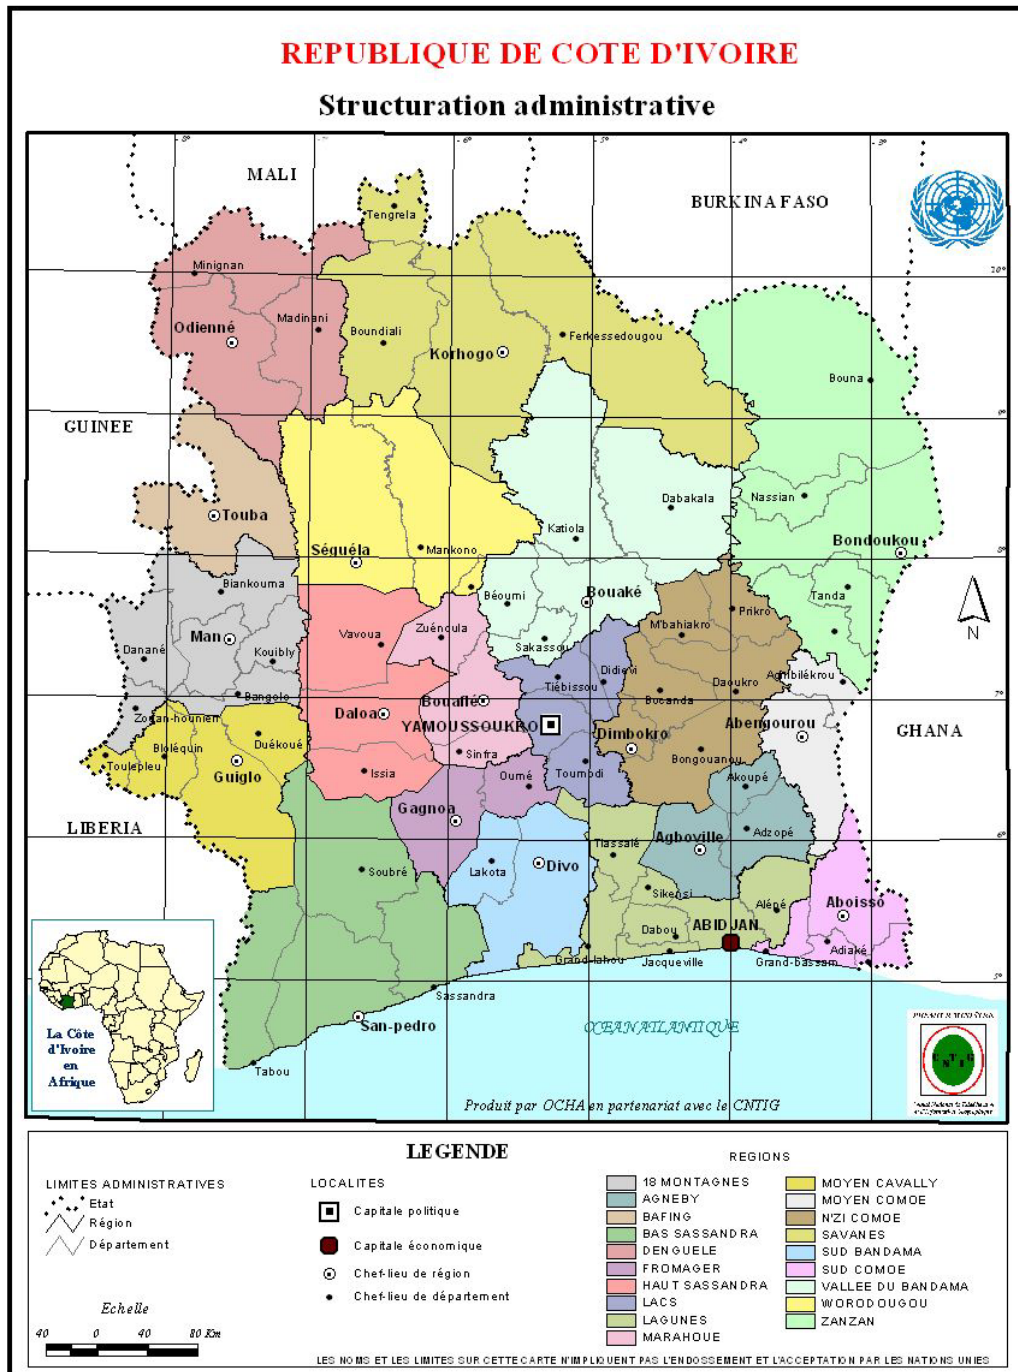 REPUBLIQUE DE COTE D'IVOIRE
Structuration administrative
MALI
BURKINA FASO
Tengrela
Minignan
Odienné
Madinani
Boundiali
Korhogo
Ferkessedougou
Bouna
GUINEE
Touba
Dabakala
Nassian
Katiola
Bondoukou
Séguéla
Mankono
Biankouma
Béoumi
Bouaké
Tanda
Prikro
M'bahiakro
Man
Vavoua
Zuénoula
Sakassou
Danané
Kouibly
Didievi
Tiébissou
Daoukro
Agnibilékrou
Bangolo
Zouan-hounien
Bouaflé
Bocanda
Daloa
YAMOUSSOUKRO
Dimbokro
Abengourou
GHANA
Duékoué
Bloléquin
Toulepleu
Guiglo
Sinfra
Bongouanou
Issia
Oumé
Toumodi
Akoupé
Gagnoa
LIBERIA
Agboville
Adzopé
Tiassalé
Lakota
Divo
Soubré
Sikensi
Alépé
Aboisso
Dabou
ABIDJAN
Adiaké
Grand-lahou
Jacqueville
Grand-bassam
Sassandra
San-pedro
OCEAN ATLANTIQUE
Tabou
La Côte
d'Ivoire
en
Afrique
Produit par OCHA en partenariat avec le CNTIG
LEGENDE
LIMITES ADMINISTRATIVES
Etat
Région
Département
Echelle
40 0 40 80 Km
LOCALITES
Capitale politique
Capitale économique
Chef-lieu de région
Chef-lieu de département
REGIONS
18 MONTAGNES
AGNEBY
BAFING
BAS SASSANDRA
DENGUELE
FROMAGER
HAUT SASSANDRA
LACS
LAGUNES
MARAHOUE
MOYEN CAVALLY
MOYEN COMOE
N'ZI COMOE
SAVANES
SUD BANDAMA
SUD COMOE
VALLEE DU BANDAMA
WORODOUGOU
ZANZAN
LES NOMS ET LES LIMITES SUR CETTE CARTE N'IMPLIQUENT PAS L'ENDOSSEMENT ET L'ACCEPTATION PAR LES NATIONS UNIES
N